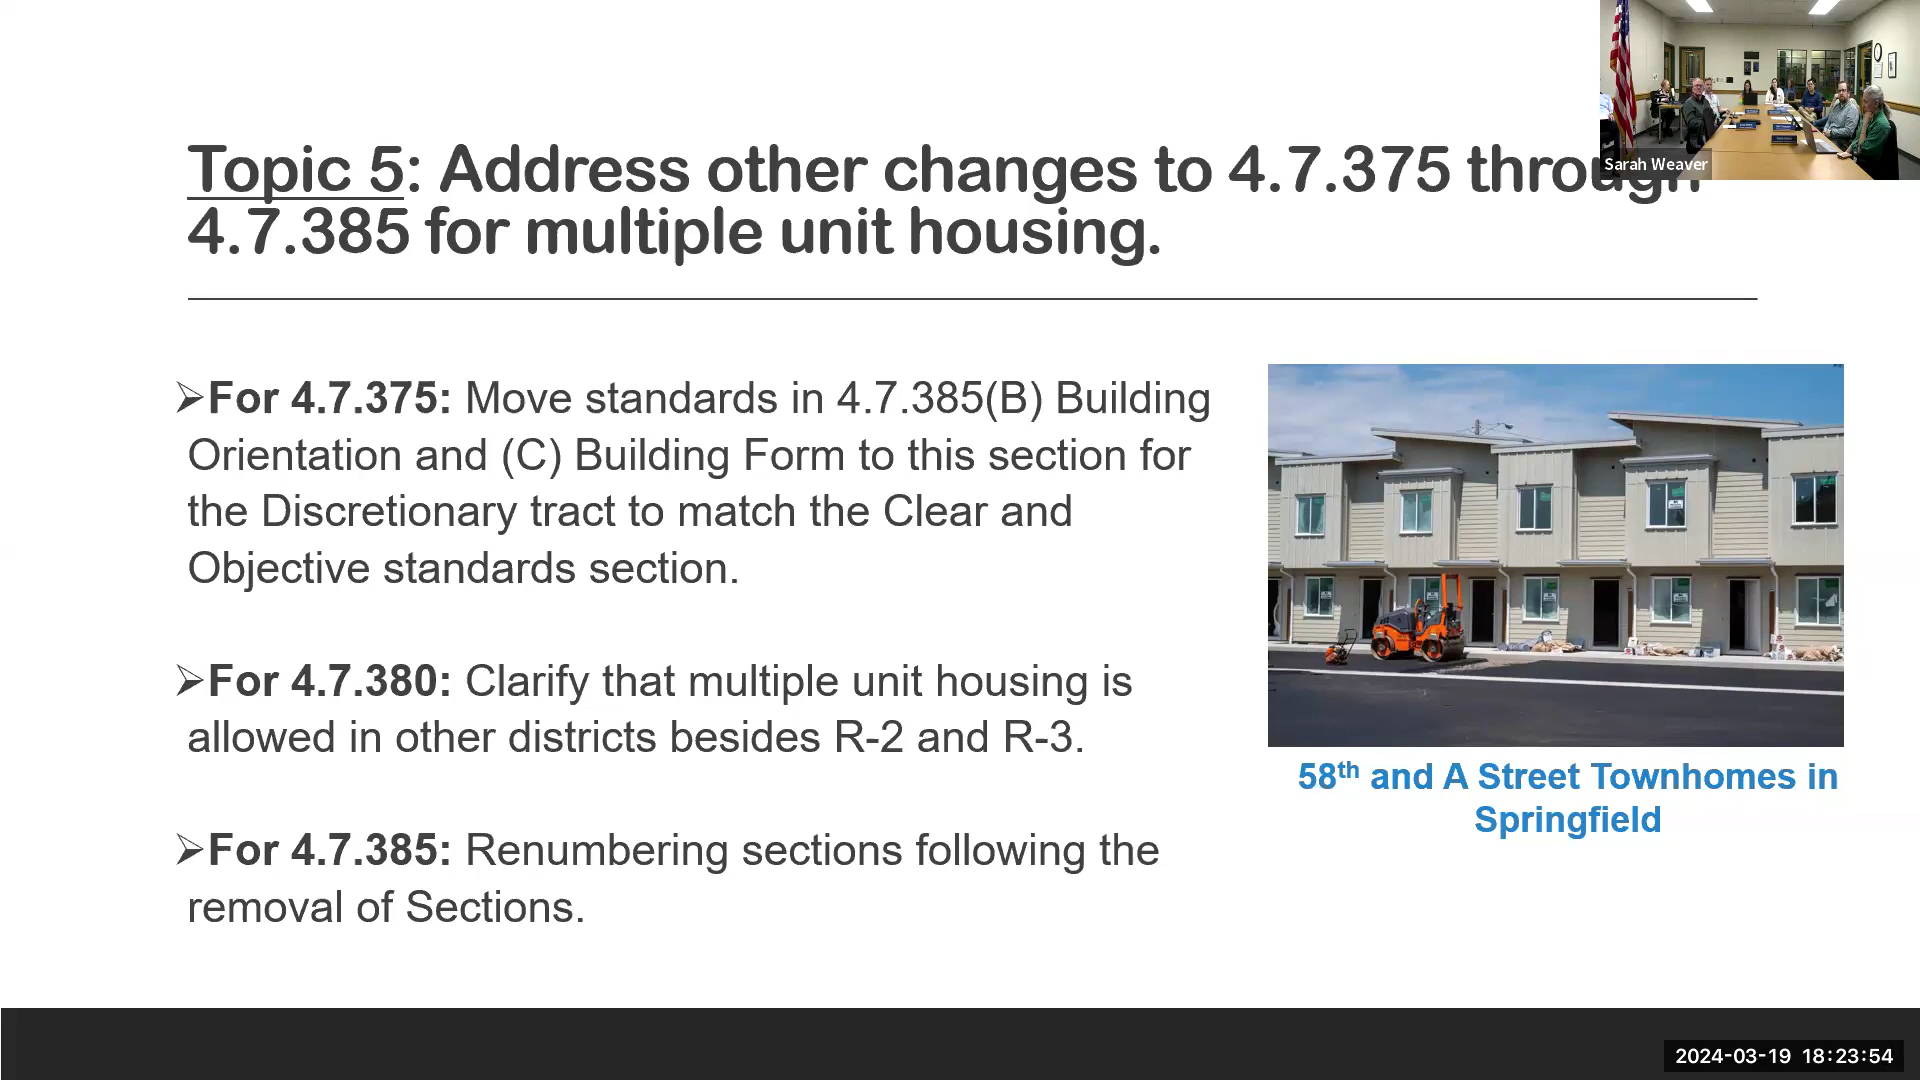 Topic 5: Address other changes to 4.7.375 through
4.7.385 for multiple unit housing.
Sarah Weaver
➢For 4.7.375: Move standards in 4.7.385(B) Building
Orientation and (C) Building Form to this section for
the Discretionary tract to match the Clear and
Objective standards section.
➢For 4.7.380: Clarify that multiple unit housing is
allowed in other districts besides R-2 and R-3.
➢For 4.7.385: Renumbering sections following the
removal of Sections.
58th and A Street Townhomes in
Springfield
2024-03-19 18:23:54